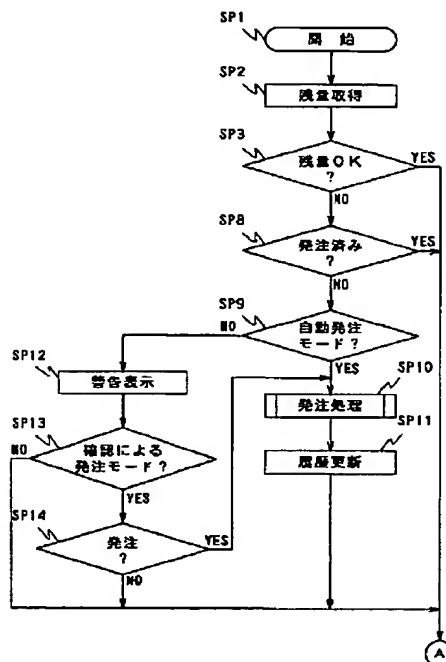 SP1
開始
SP2
残量取得
SP3
残量OK
?
YES
NO
SP8
発注済み
?
YES
NO
SP9
自動発注
モード?
NO
YES
SP12
警告表示
SP10
発注処理
SP13
確認による
発注モード?
NO
YES
SP11
履歴更新
SP14
発注
?
YES
NO
A